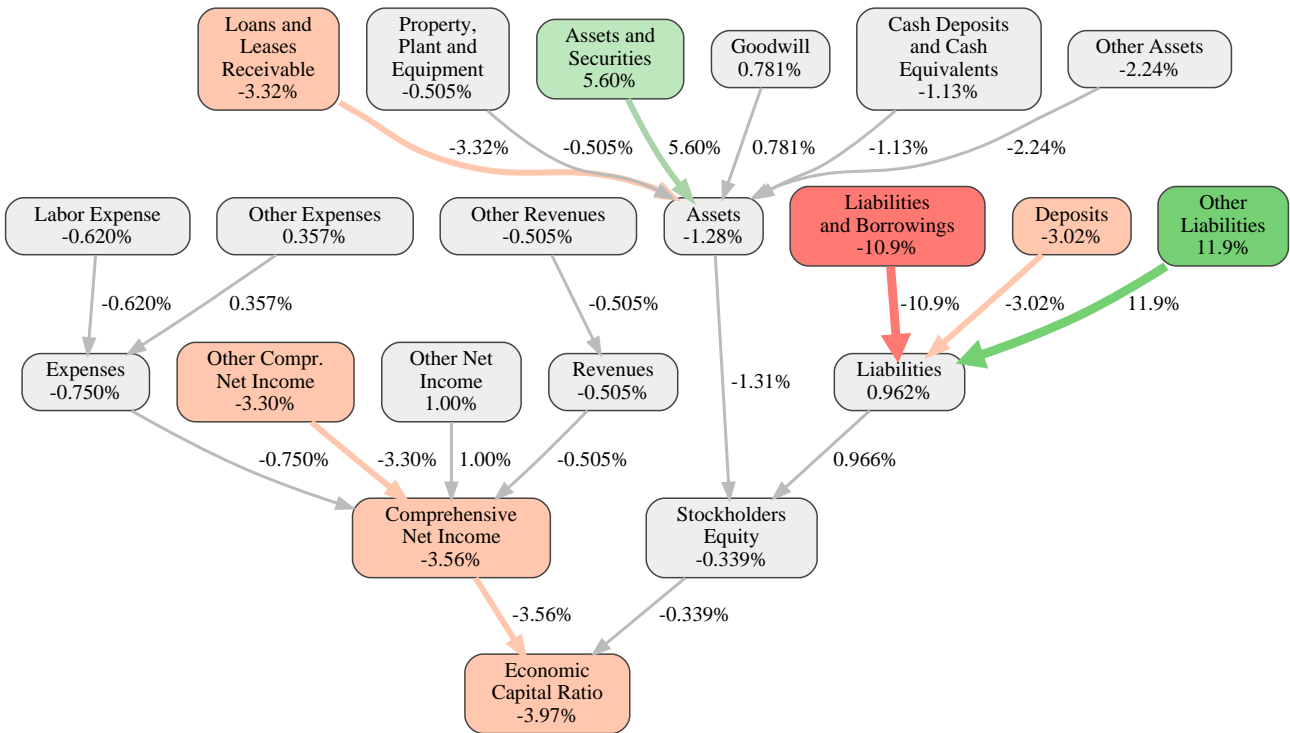 Loans and
Leases
Receivable
-3.32%
Property,
Plant and
Equipment
-0.505%
Assets and
Securities
5.60%
Goodwill
0.781%
Cash Deposits
and Cash
Equivalents
-1.13%
Other Assets
-2.24%
-3.32%
-0.505%
5.60%
0.781%
-1.13%
-2.24%
Labor Expense
-0.620%
Other Expenses
0.357%
Other Revenues
-0.505%
Assets
-1.28%
Liabilities
and Borrowings
-10.9%
Deposits
-3.02%
Other
Liabilities
11.9%
-0.620%
0.357%
-0.505%
-10.9%
-3.02%
11.9%
Expenses
-0.750%
Other Compr.
Net Income
-3.30%
Other Net
Income
1.00%
Revenues
-0.505%
-1.31%
Liabilities
0.962%
-0.750%
-3.30%
1.00%
-0.505%
0.966%
Comprehensive
Net Income
-3.56%
Stockholders
Equity
-0.339%
-3.56%
-0.339%
Economic
Capital Ratio
-3.97%